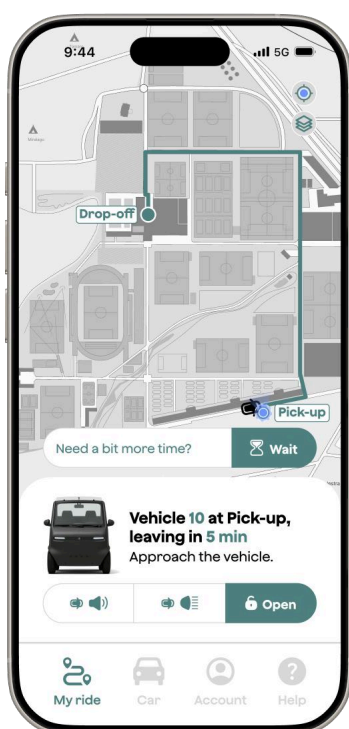 9:44
5G
Drop-off
Pick-up
Need a bit more time?
Wait
Vehicle 10 at Pick-up,
leaving in 5 min
Approach the vehicle.
Open
My ride
Car
Account
Help